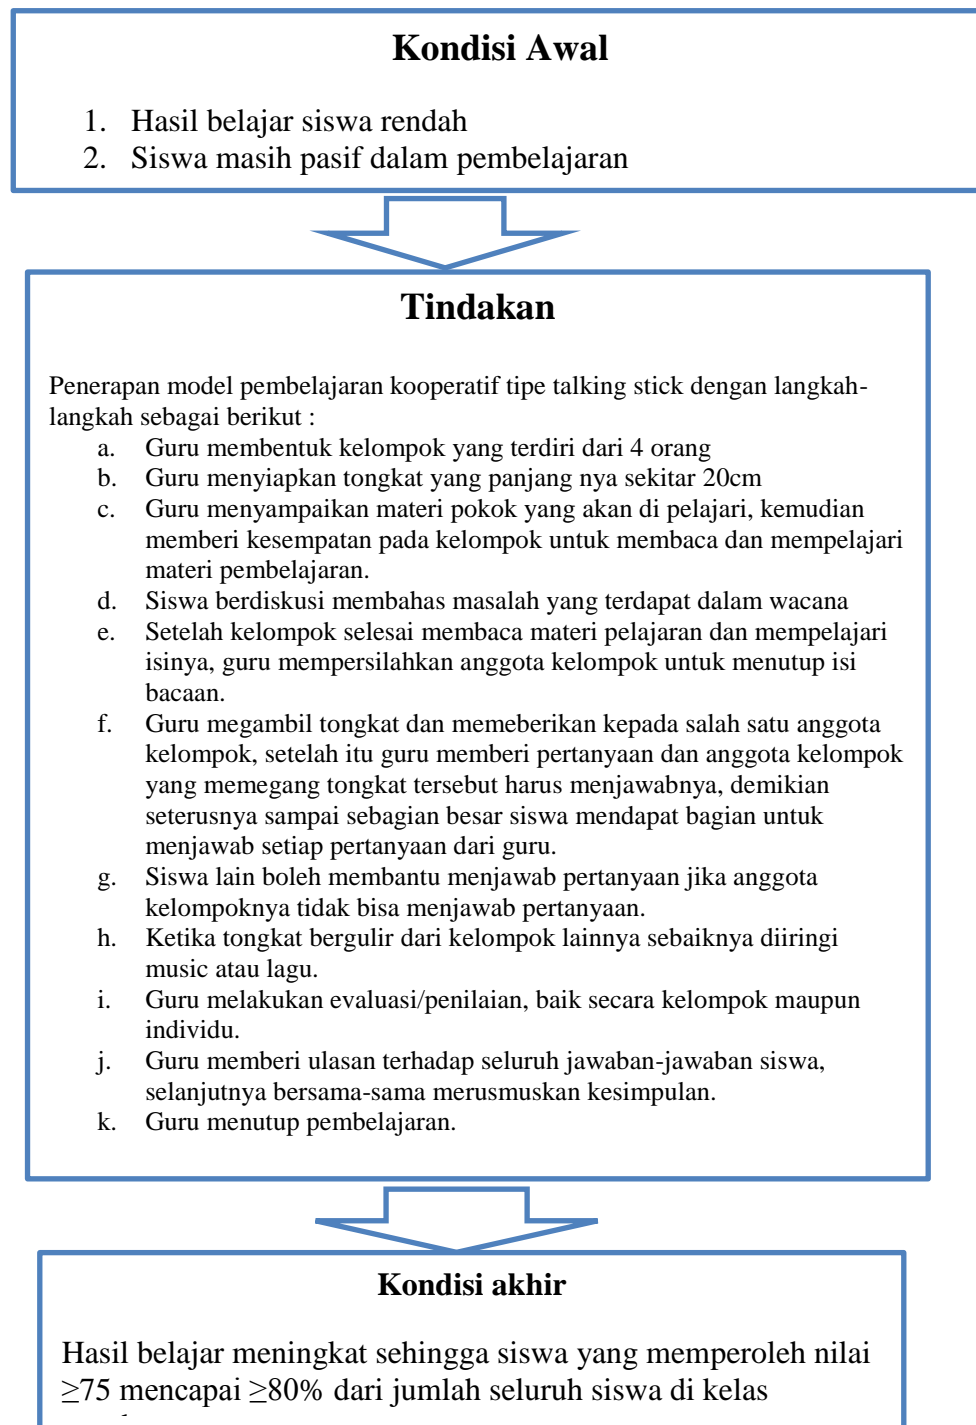 Kondisi Awal
1. Hasil belajar siswa rendah
2. Siswa masih pasif dalam pembelajaran
Tindakan
Penerapan model pembelajaran kooperatif tipe talking stick dengan langkah-
langkah sebagai berikut :
a. Guru membentuk kelompok yang terdiri dari 4 orang
b. Guru menyiapkan tongkat yang panjang nya sekitar 20cm
c. Guru menyampaikan materi pokok yang akan di pelajari, kemudian
memberi kesempatan pada kelompok untuk membaca dan mempelajari
materi pembelajaran.
d. Siswa berdiskusi membahas masalah yang terdapat dalam wacana
e. Setelah kelompok selesai membaca materi pelajaran dan mempelajari
isinya, guru mempersilahkan anggota kelompok untuk menutup isi
bacaan.
f. Guru megambil tongkat dan memeberikan kepada salah satu anggota
kelompok, setelah itu guru memberi pertanyaan dan anggota kelompok
yang memegang tongkat tersebut harus menjawabnya, demikian
seterusnya sampai sebagian besar siswa mendapat bagian untuk
menjawab setiap pertanyaan dari guru.
g. Siswa lain boleh membantu menjawab pertanyaan jika anggota
kelompoknya tidak bisa menjawab pertanyaan.
h. Ketika tongkat bergulir dari kelompok lainnya sebaiknya diiringi
music atau lagu.
i. Guru melakukan evaluasi/penilaian, baik secara kelompok maupun
individu.
j. Guru memberi ulasan terhadap seluruh jawaban-jawaban siswa,
selanjutnya bersama-sama merusmuskan kesimpulan.
k. Guru menutup pembelajaran.
Kondisi akhir
Hasil belajar meningkat sehingga siswa yang memperoleh nilai
≥75 mencapai ≥80% dari jumlah seluruh siswa di kelas